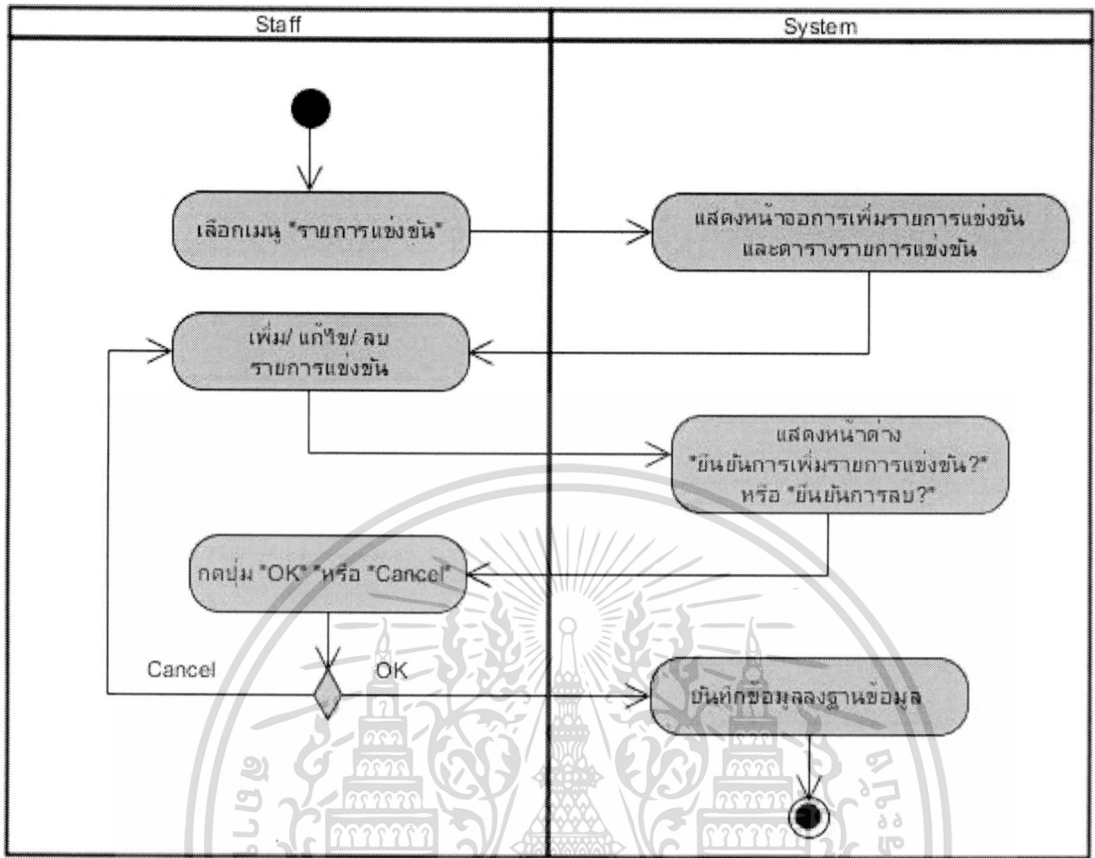 Staff
System
เลือกเมนู "รายการแข่งขัน"
แสดงหน้าจอการเพิ่มรายการแข่งขัน
และตารางรายการแข่งขัน
เพิ่ม/ แก้ไข/ ลบ
รายการแข่งขัน
แสดงหน้าต่าง
"ยืนยันการเพิ่มรายการแข่งขัน?"
หรือ "ยืนยันการลบ?"
กดปุ่ม "OK" "หรือ "Cancel"
Cancel
OK
บันทึกข้อมูลลงฐานข้อมูล